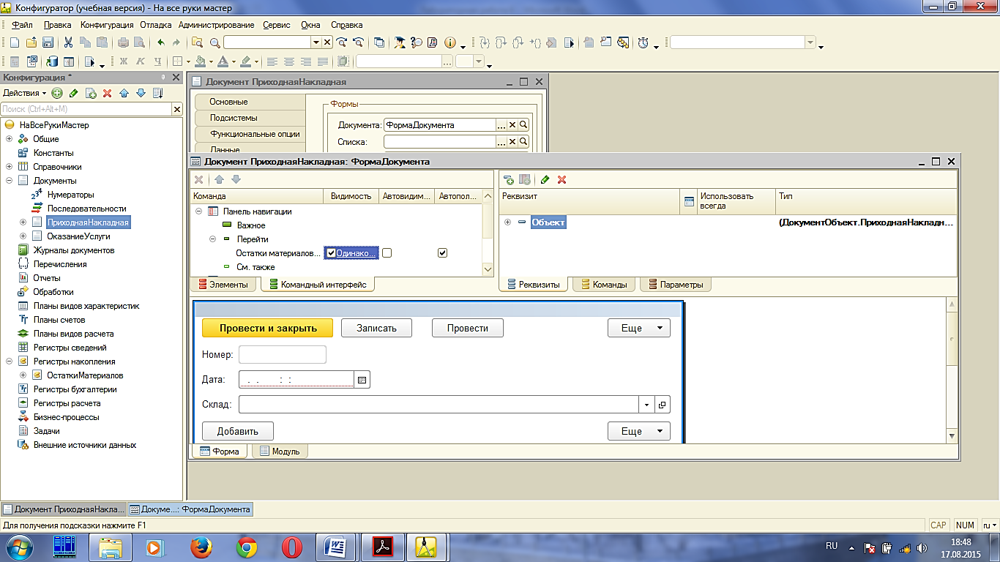 Конфигуратор (учебная версия) - На все руки мастер
Файл Правка Конфигурация Отладка Администрирование Сервис Окна Справка
Ж К Ч
Конфигурация *
Действия
Поиск (Ctrl+Alt+M)
НаВсеРукиМастер
Общие
Константы
Справочники
Документы
Нумераторы
Последовательности
ПриходнаяНакладная
ОказаниеУслуги
Журналы документов
Перечисления
Отчеты
Обработки
Планы видов характеристик
Планы счетов
Планы видов расчета
Регистры сведений
Регистры накопления
ОстаткиМатериалов
Регистры бухгалтерии
Регистры расчета
Бизнес-процессы
Задачи
Внешние источники данных
Документ ПриходнаяНакладная
Основные
Подсистемы
Функциональные опции
Данные
Формы
Документа: ФормаДокумента
Списка:
Документ ПриходнаяНакладная: ФормаДокумента
Команда Видимость Автовидим... Автопол...
Панель навигации
Важное
Перейти
Остатки материалов... Одинако...
См. также
Элементы Командный интерфейс
Реквизит Использовать всегда Тип
Объект (ДокументОбъект.ПриходнаяНакладн...
Реквизиты Команды Параметры
Провести и закрыть Записать Провести Еще
Номер:
Дата: . . : :
Склад:
Добавить Еще
Форма Модуль
Документ ПриходнаяНакла... Докуме...: ФормаДокумента
Для получения подсказки нажмите F1
CAP NUM ru
RU 18:48
17.08.2015